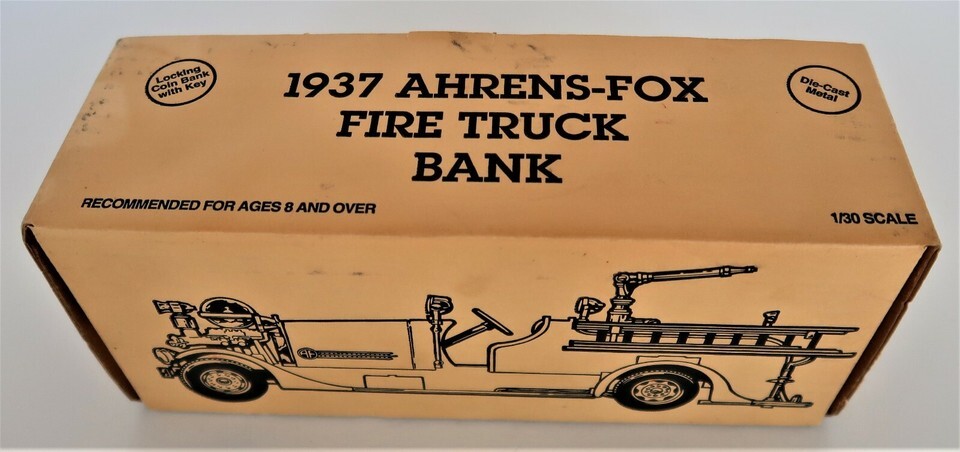 Locking
Coin Bank
with Key
1937 AHRENS-FOX
FIRE TRUCK
BANK
Die-Cast
Metal
RECOMMENDED FOR AGES 8 AND OVER
1/30 SCALE
AF